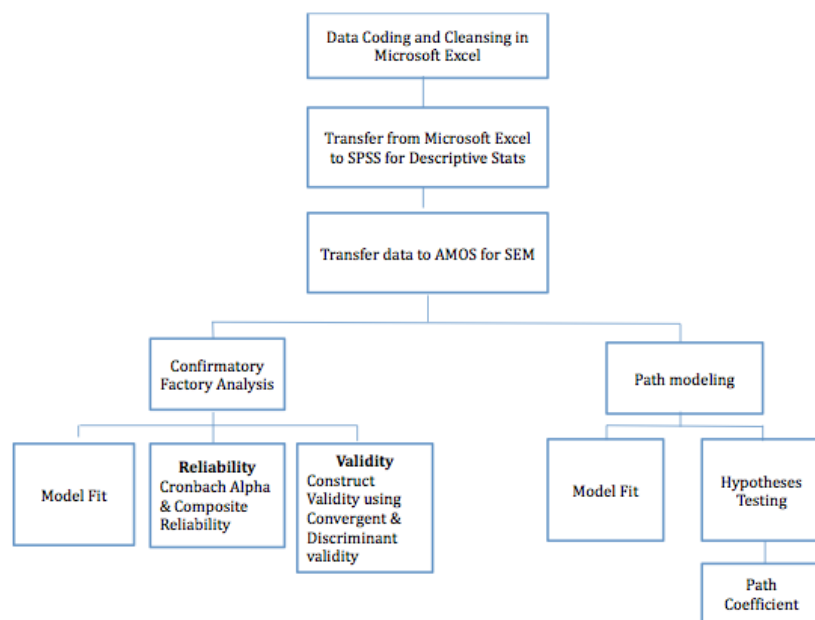 Data Coding and Cleansing in
Microsoft Excel
Transfer from Microsoft Excel
to SPSS for Descriptive Stats
Transfer data to AMOS for SEM
Confirmatory
Factory Analysis
Path modeling
Model Fit
Reliability
Cronbach Alpha
& Composite
Reliability
Validity
Construct
Validity using
Convergent &
Discriminant
validity
Model Fit
Hypotheses
Testing
Path
Coefficient